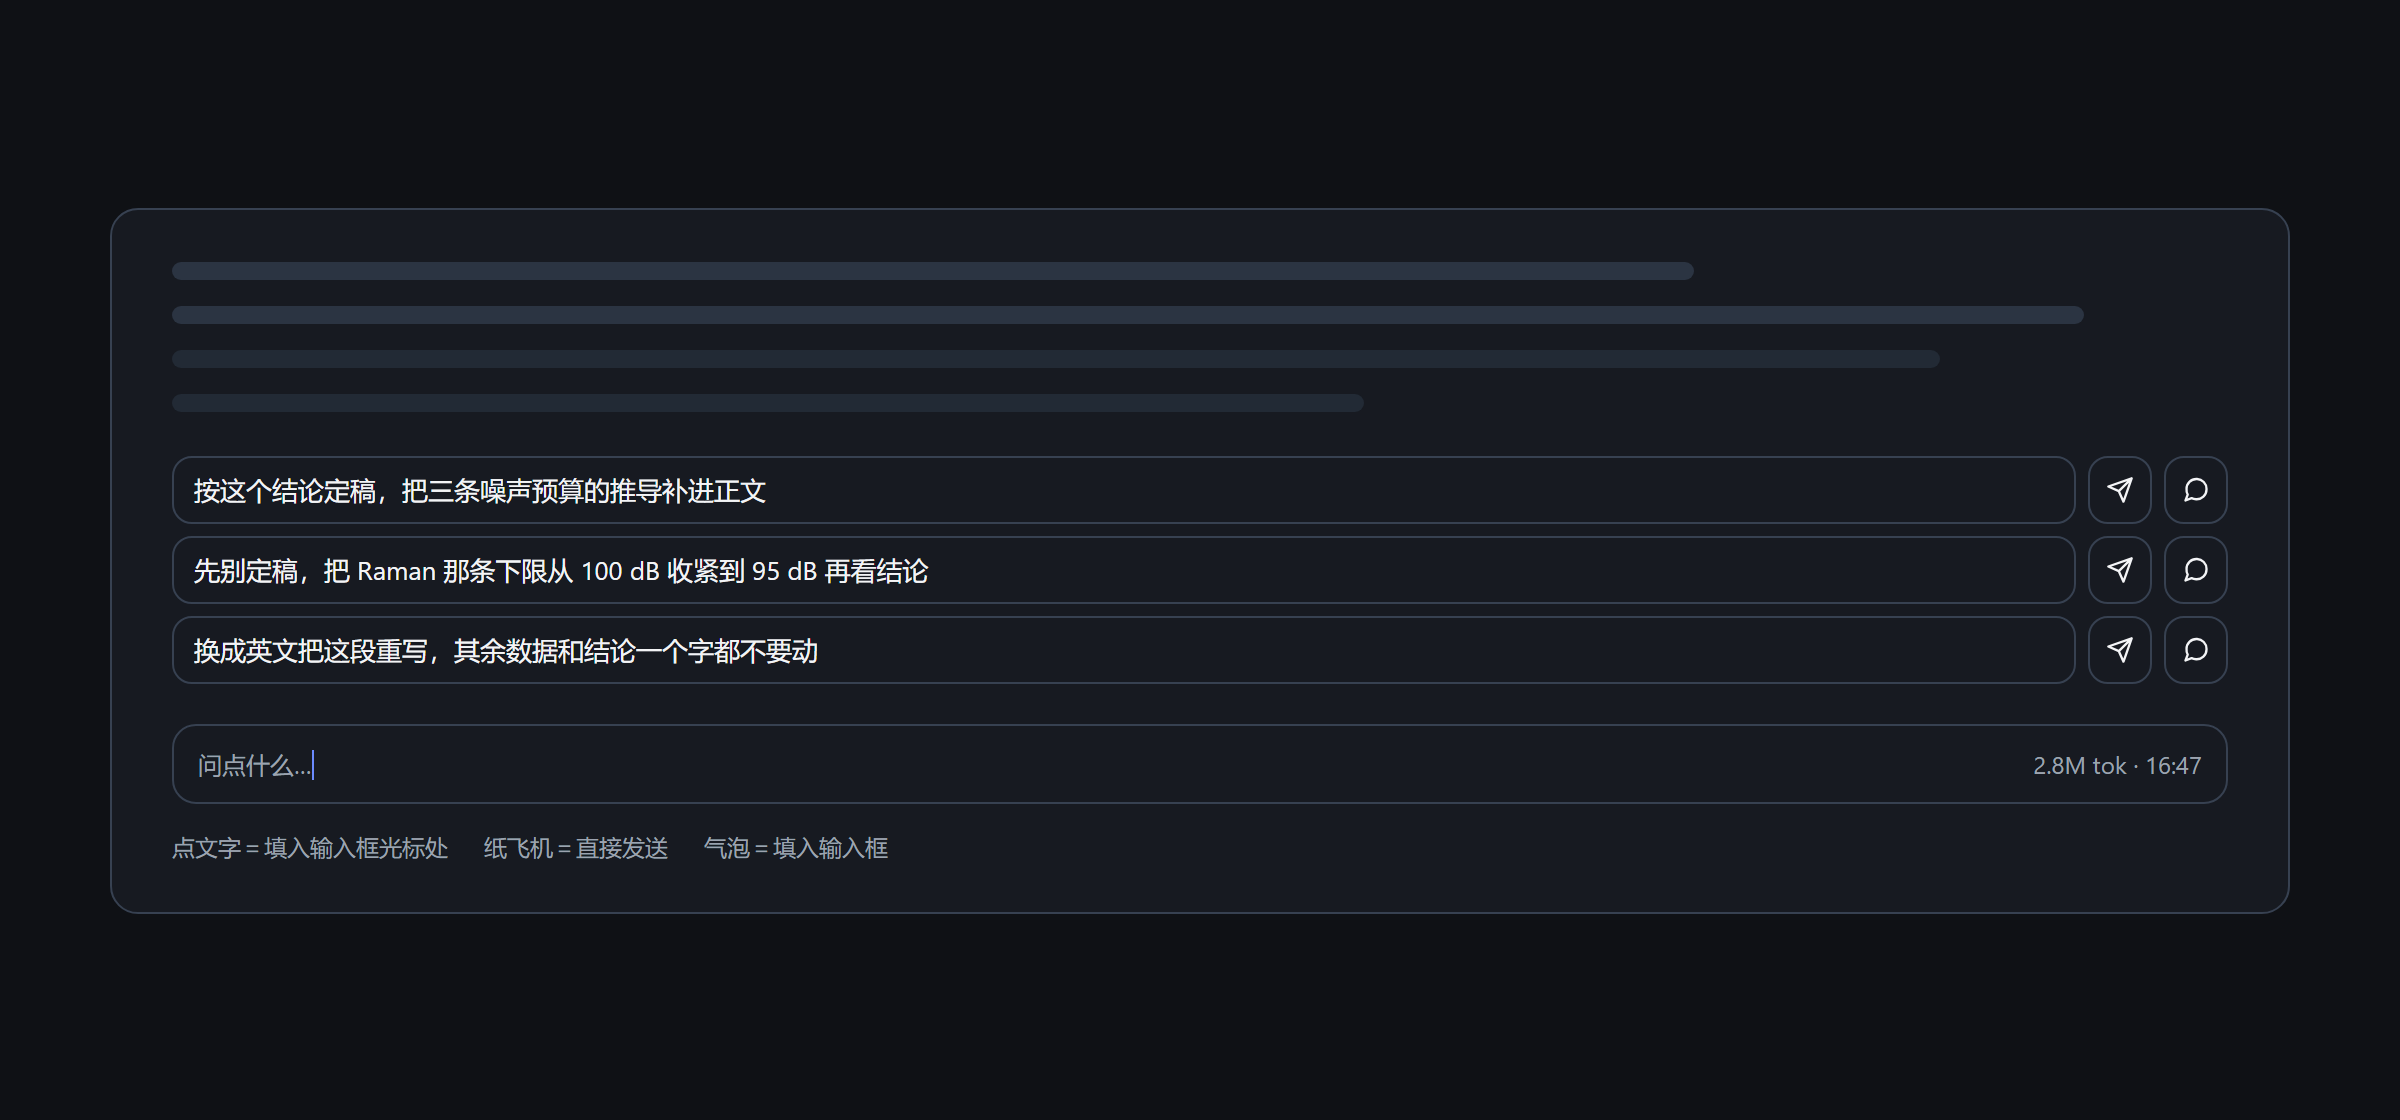 按这个结论定稿，把三条噪声预算的推导补进正文
先别定稿，把 Raman 那条下限从 100 dB 收紧到 95 dB 再看结论
换成英文把这段重写，其余数据和结论一个字都不要动
问点什么... 2.8M tok · 16:47
点文字 = 填入输入框光标处 纸飞机 = 直接发送 气泡 = 填入输入框